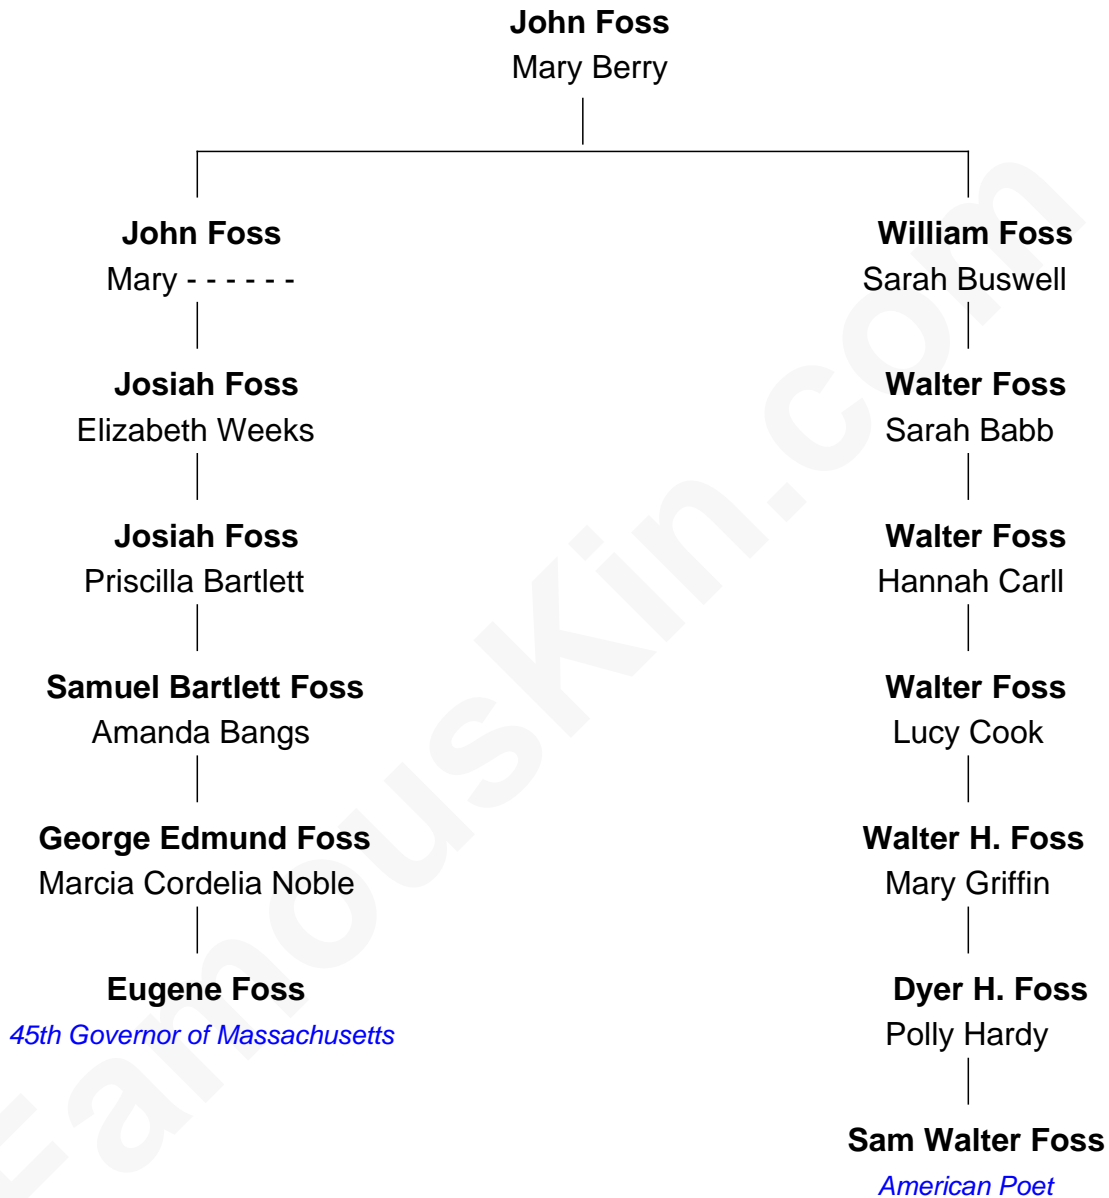 John Foss
Mary Berry
John Foss
Mary - - - - - -
Josiah Foss
Elizabeth Weeks
Josiah Foss
Priscilla Bartlett
Samuel Bartlett Foss
Amanda Bangs
George Edmund Foss
Marcia Cordelia Noble
Eugene Foss
45th Governor of Massachusetts
William Foss
Sarah Buswell
Walter Foss
Sarah Babb
Walter Foss
Hannah Carll
Walter Foss
Lucy Cook
Walter H. Foss
Mary Griffin
Dyer H. Foss
Polly Hardy
Sam Walter Foss
American Poet
FamousKin.com